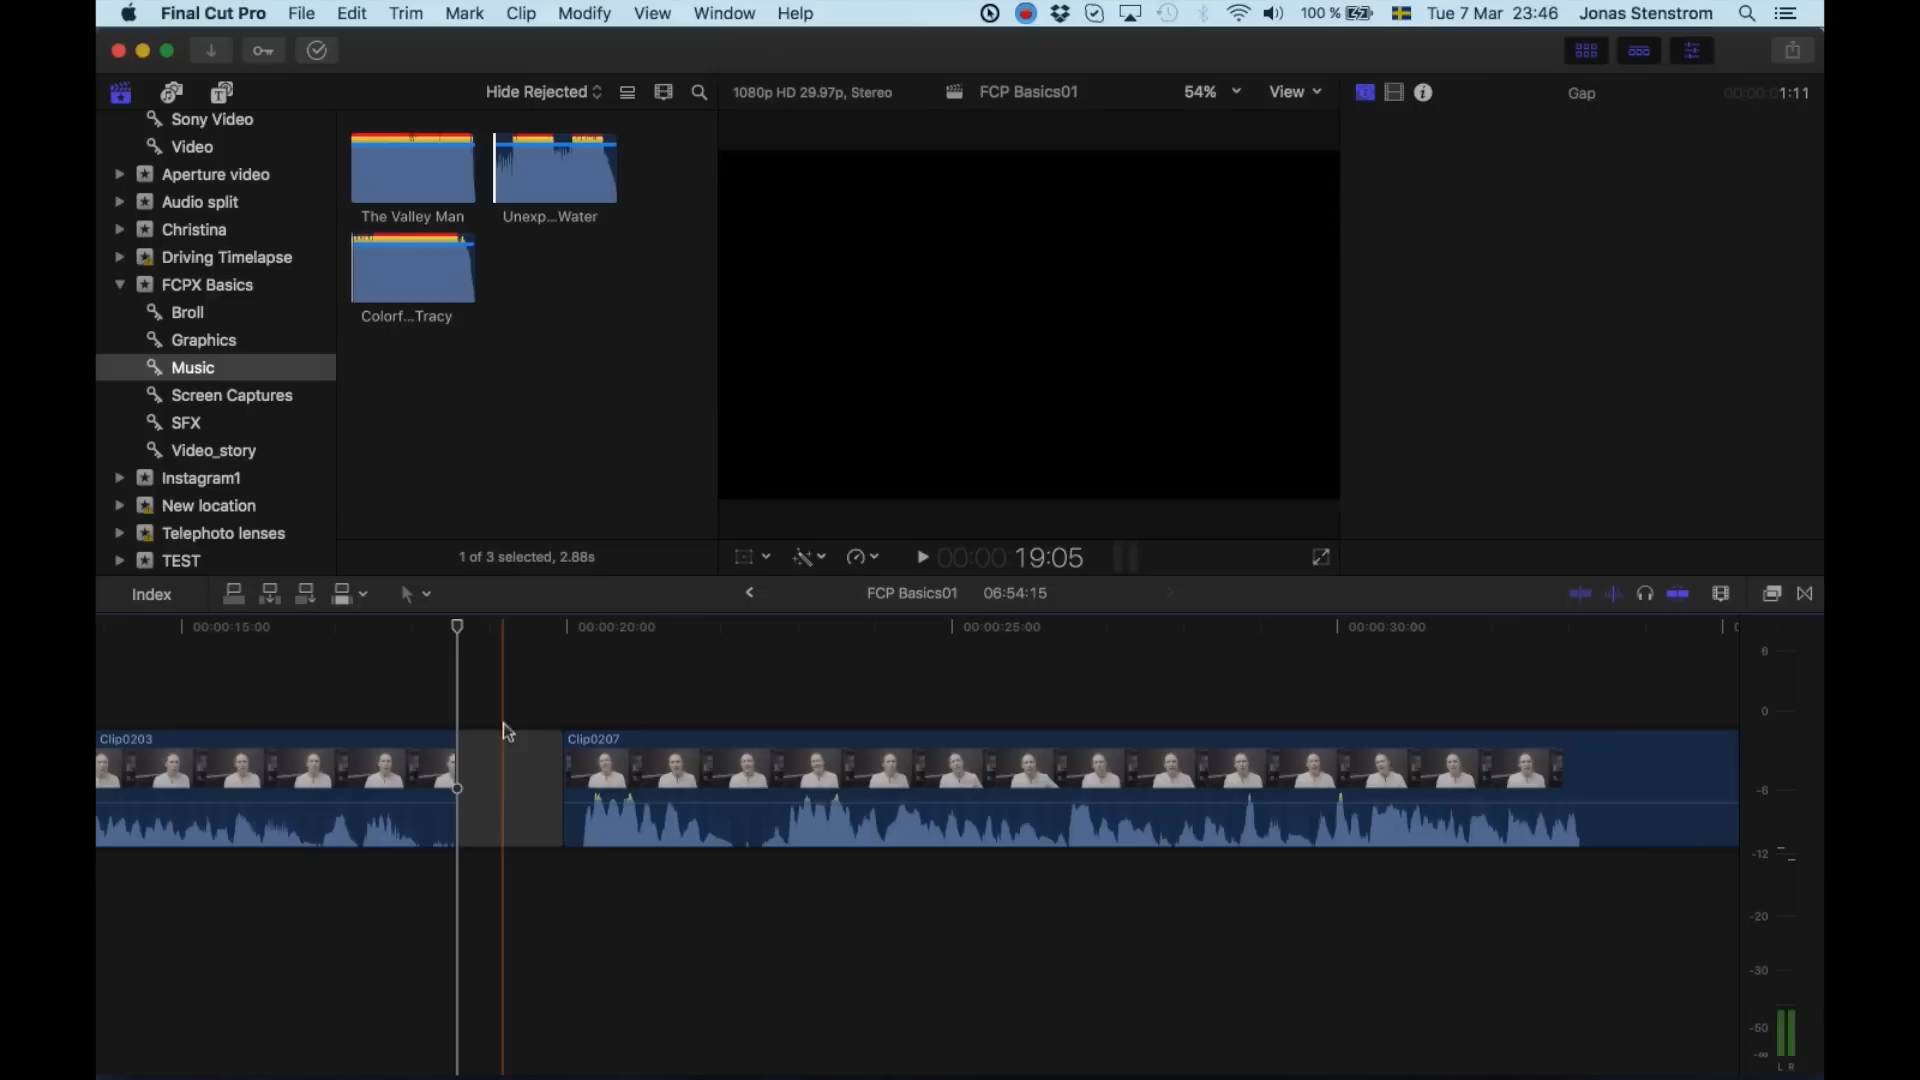 Final Cut Pro File Edit Trim Mark Clip Modify View Window Help 100 % Tue 7 Mar 23:46 Jonas Stenstrom
Hide Rejected 1080p HD 29.97p, Stereo FCP Basics01 54% View Gap 00:00:01:11
Sony Video
Video
Aperture video
Audio split
Christina
Driving Timelapse
FCPX Basics
Broll
Graphics
Music
Screen Captures
SFX
Video_story
Instagram1
New location
Telephoto lenses
TEST
The Valley Man Unexp...Water
Colorf...Tracy
1 of 3 selected, 2.88s
00:00:19:05
Index FCP Basics01 06:54:15
00:00:15:00 00:00:20:00 00:00:25:00 00:00:30:00
Clip0203 Clip0207
6
0
-6
-12
-20
-30
-50
-∞
L R